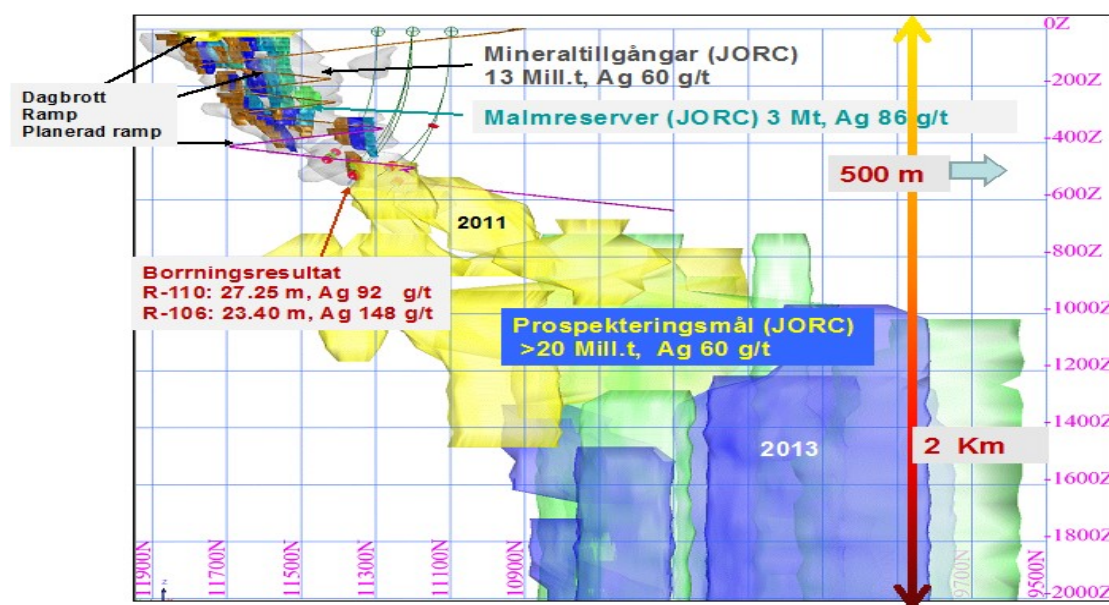 0Z
Mineraltillgångar (JORC)
13 Mill.t, Ag 60 g/t
-200Z
Dagbrott
Ramp
Planerad ramp
Malmreserver (JORC) 3 Mt, Ag 86 g/t
-400Z
500 m
-600Z
2011
-800Z
Borrningsresultat
R-110: 27.25 m, Ag 92 g/t
R-106: 23.40 m, Ag 148 g/t
-1000Z
Prospekteringsmål (JORC)
>20 Mill.t, Ag 60 g/t
-1200Z
-1400Z
2013
2 Km
-1600Z
-1800Z
11900N
11700N
11500N
11300N
11100N
10900N
9700N
9500N
-2000Z